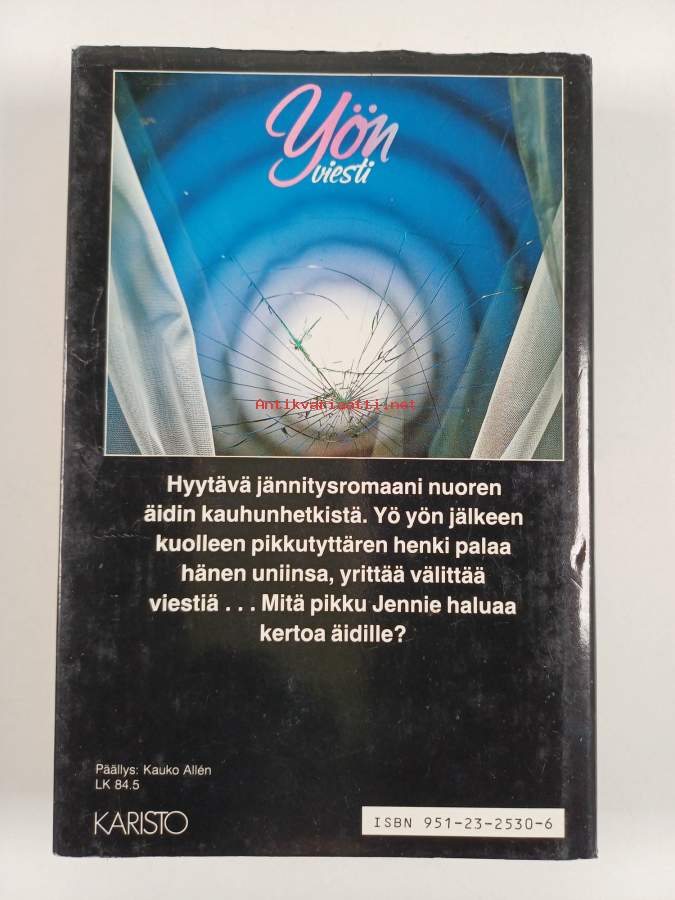 Yön
viesti
Antikvariaatti.net
Hyytävä jännitysromaani nuoren
äidin kauhunhetkistä. Yö yön jälkeen
kuolleen pikkutyttären henki palaa
hänen uniinsa, yrittää välittää
viestiä . . . Mitä pikku Jennie haluaa
kertoa äidille?
Päällys: Kauko Allén
LK 84.5
KARISTO
ISBN 951-23-2530-6